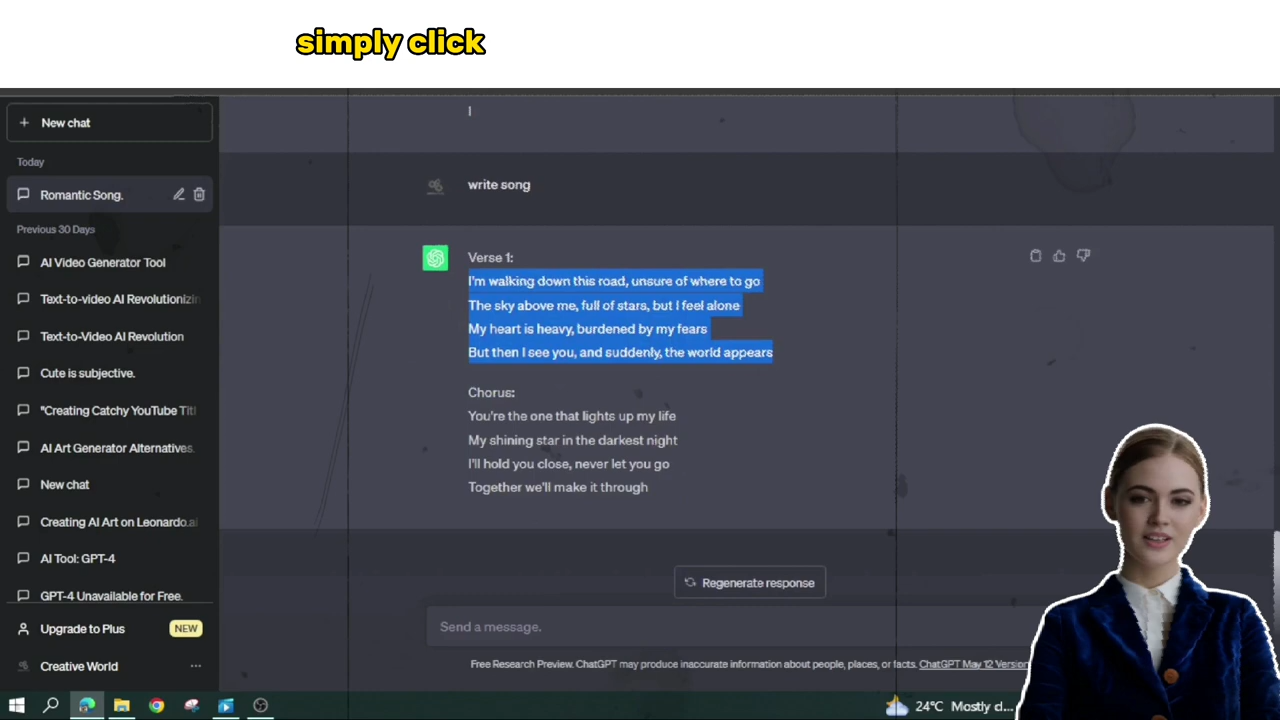 simply click
New chat
Today
Romantic Song.
Previous 30 Days
AI Video Generator Tool
Text-to-video AI Revolutionizin
Text-to-Video AI Revolution
Cute is subjective.
"Creating Catchy YouTube Titl
AI Art Generator Alternatives.
New chat
Creating AI Art on Leonardo.ai
AI Tool: GPT-4
GPT-4 Unavailable for Free.
Upgrade to Plus NEW
Creative World
write song
Verse 1:
I'm walking down this road, unsure of where to go
The sky above me, full of stars, but I feel alone
My heart is heavy, burdened by my fears
But then I see you, and suddenly, the world appears
Chorus:
You're the one that lights up my life
My shining star in the darkest night
I'll hold you close, never let you go
Together we'll make it through
Regenerate response
Send a message.
Free Research Preview. ChatGPT may produce inaccurate information about people, places, or facts. ChatGPT May 12 Version
24°C Mostly cl...